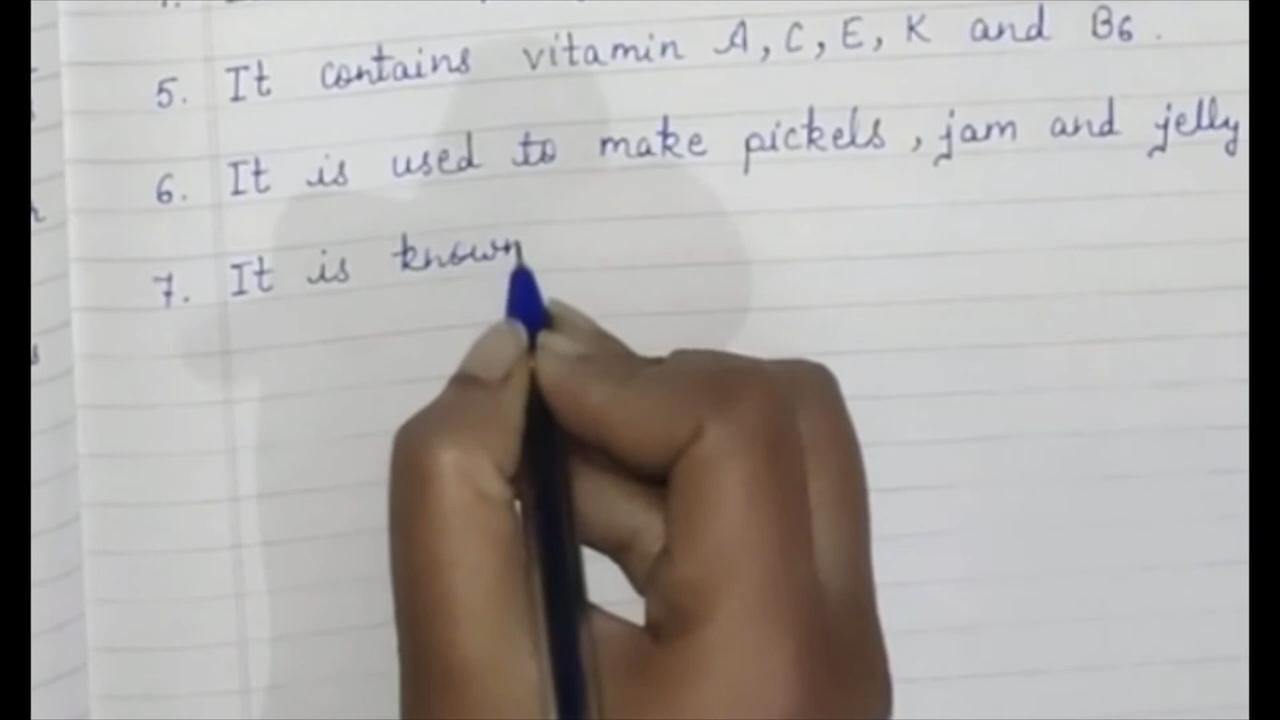 5. It contains vitamin A, C, E, K and B6.
6. It is used to make pickels, jam and jelly
7. It is known